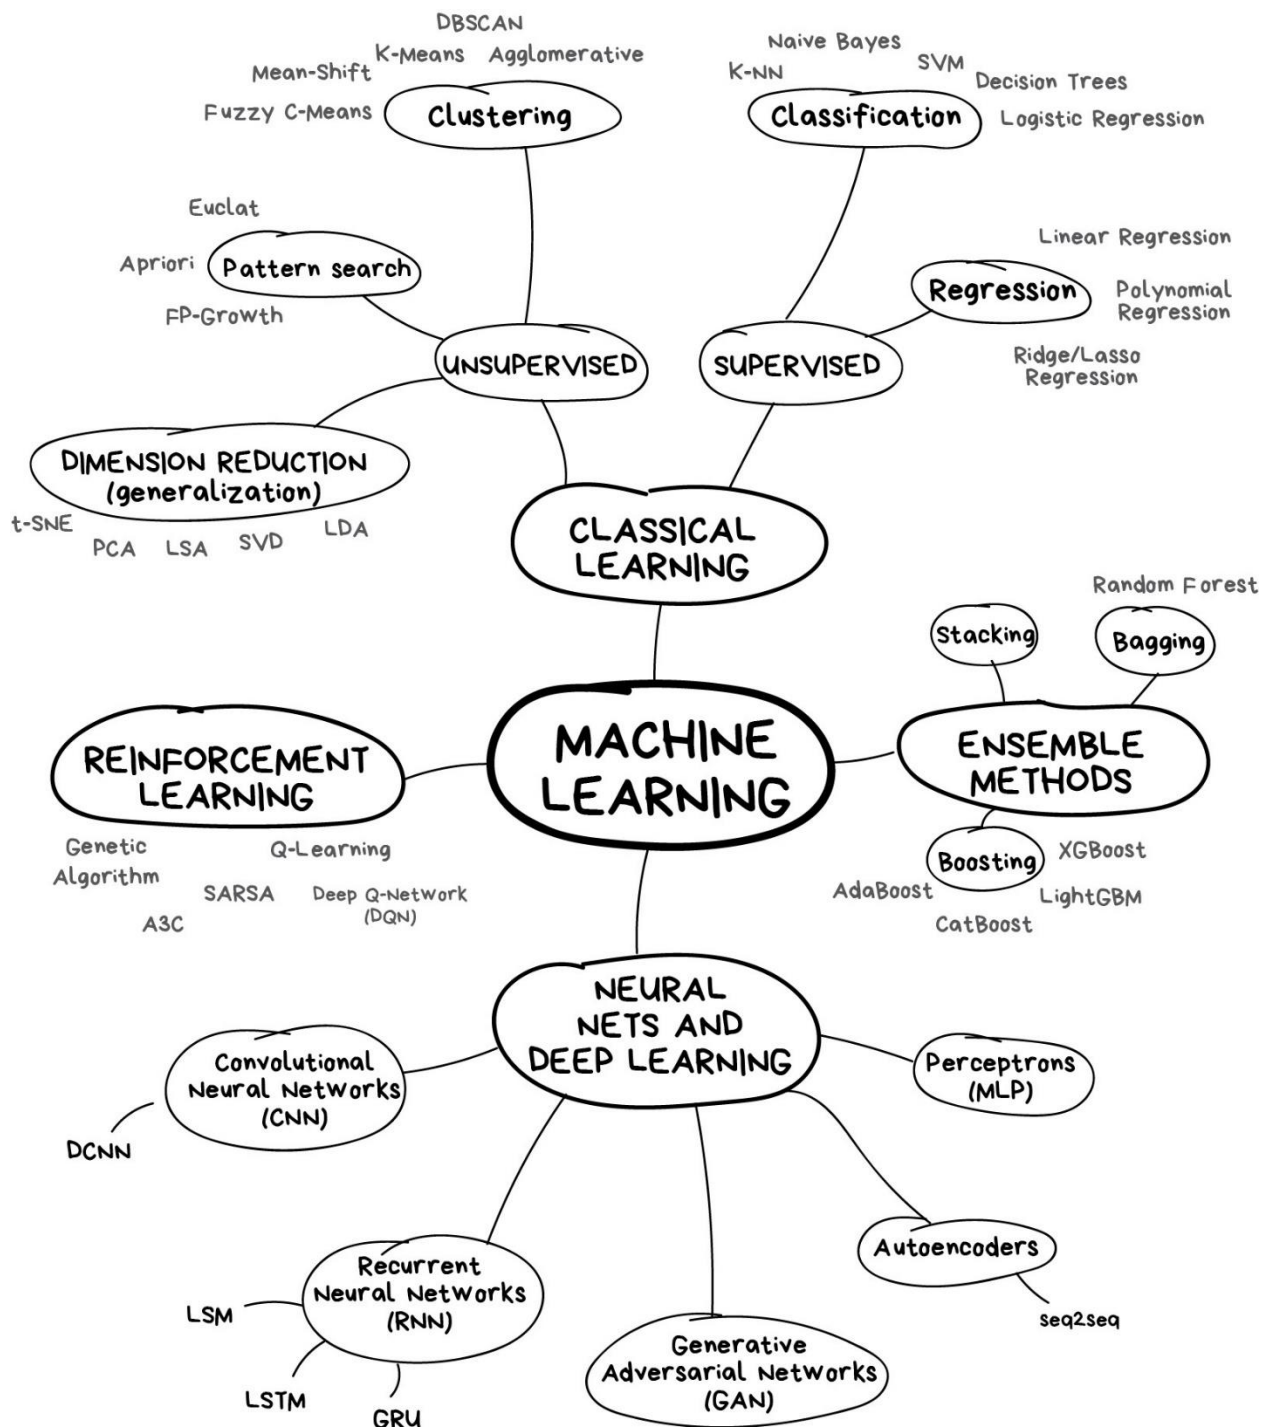 DBSCAN
K-Means
Agglomerative
Mean-Shift
Fuzzy C-Means
Clustering
Naive Bayes
K-NN
SVM
Decision Trees
Classification
Logistic Regression
Euclat
Apriori
Pattern search
FP-Growth
Linear Regression
Regression
Polynomial
Regression
Ridge/Lasso
Regression
UNSUPERVISED
SUPERVISED
DIMENSION REDUCTION
(generalization)
t-SNE
PCA
LSA
SVD
LDA
CLASSICAL
LEARNING
Random Forest
Stacking
Bagging
MACHINE
LEARNING
REINFORCEMENT
LEARNING
ENSEMBLE
METHODS
Genetic
Algorithm
Q-Learning
SARSA
Deep Q-Network
(DQN)
A3C
Boosting
XGBoost
AdaBoost
LightGBM
CatBoost
NEURAL
NETS AND
DEEP LEARNING
Convolutional
Neural Networks
(CNN)
DCNN
Perceptrons
(MLP)
Autoencoders
seq2seq
Recurrent
Neural Networks
(RNN)
LSM
LSTM
GRU
Generative
Adversarial Networks
(GAN)